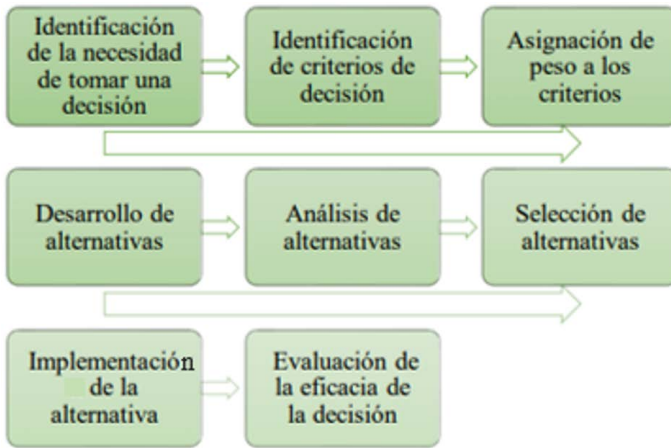 Identificación
de la necesidad
de tomar una
decisión
Identificación
de criterios de
decisión
Asignación de
peso a los
criterios
Desarrollo de
alternativas
Análisis de
alternativas
Selección de
alternativas
Implementación
de la
alternativa
Evaluación de
la eficacia de
la decisión